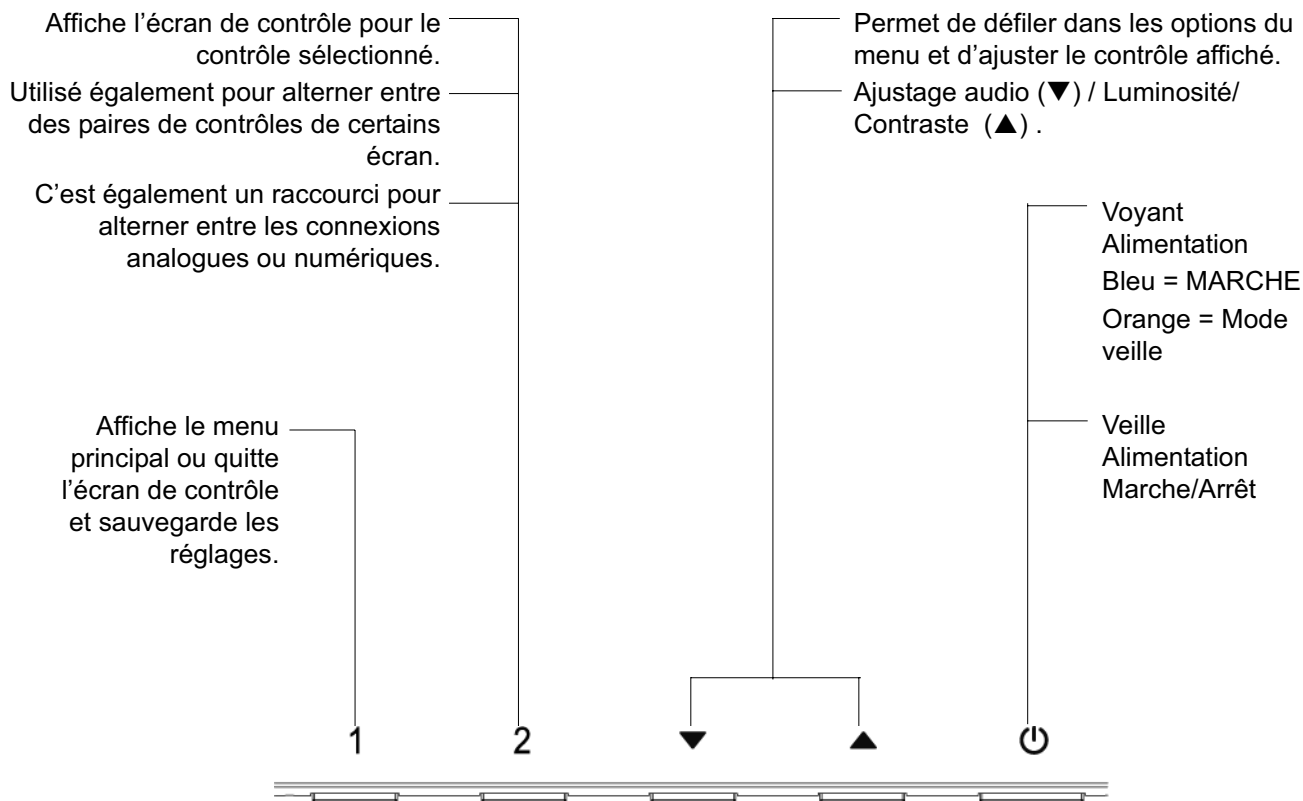 Affiche l'écran de contrôle pour le
contrôle sélectionné.
Utilisé également pour alterner entre
des paires de contrôles de certains
écran.
C'est également un raccourci pour
alterner entre les connexions
analogues ou numériques.
Affiche le menu
principal ou quitte
l'écran de contrôle
et sauvegarde les
réglages.
Permet de défiler dans les options du
menu et d'ajuster le contrôle affiché.
Ajustage audio (▼) / Luminosité/
Contraste (▲) .
Voyant
Alimentation
Bleu = MARCHE
Orange = Mode
veille
Veille
Alimentation
Marche/Arrêt
1 2 ▼ ▲ ⏻